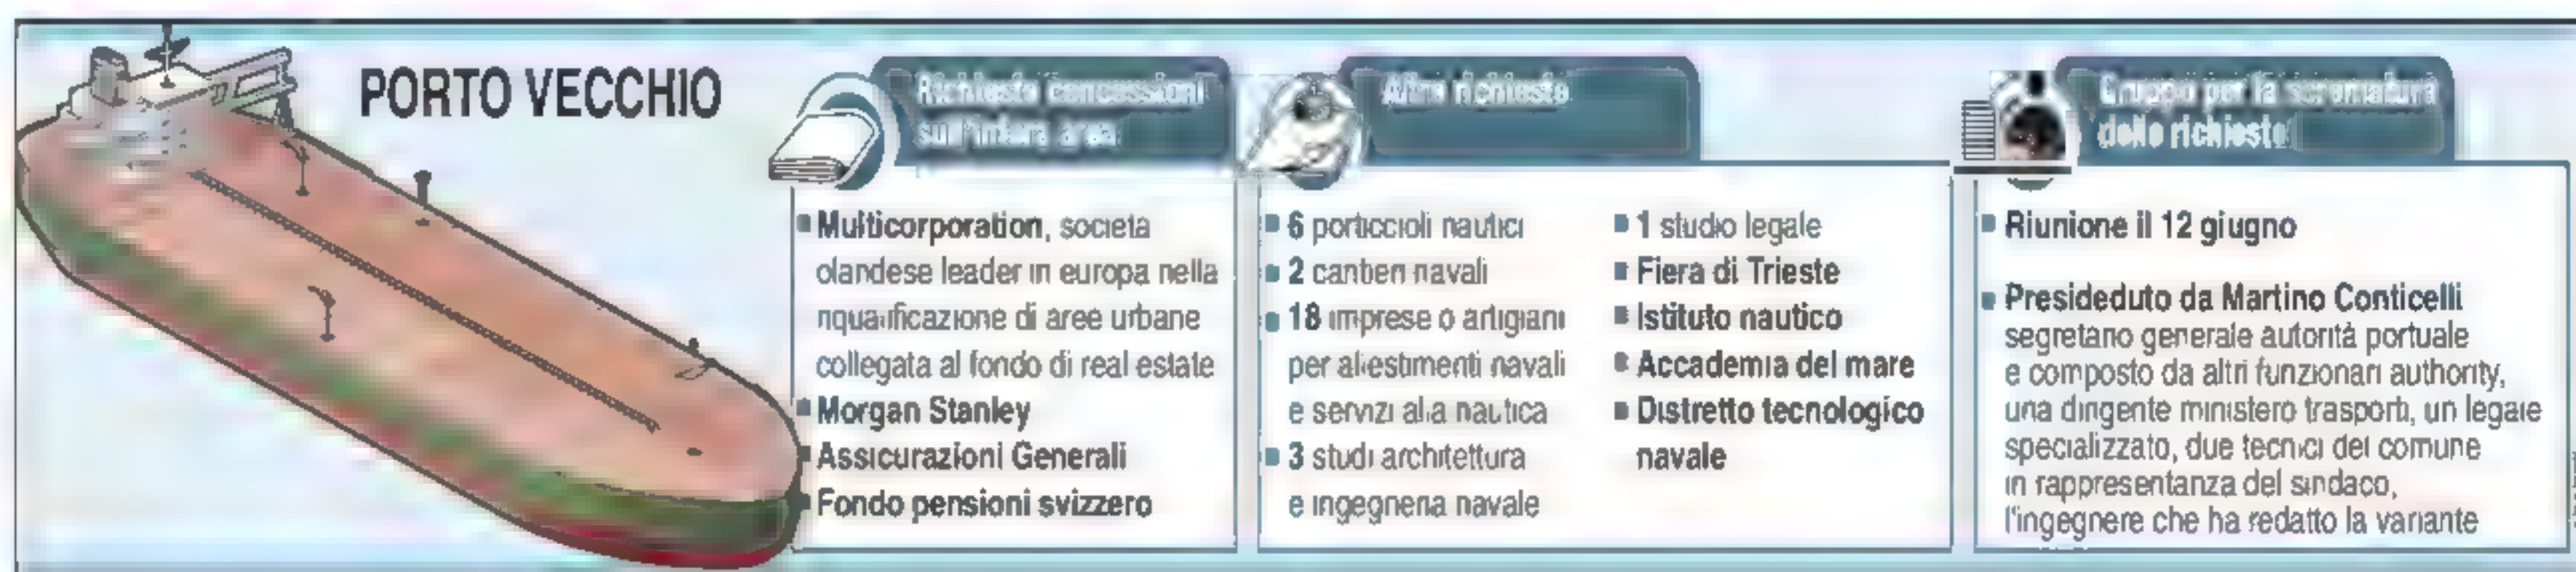 PORTO VECCHIO
Richieste concessioni
sull'intera area
Multicorporation, società
olandese leader in europa nella
riqualificazione di aree urbane
collegata al fondo di real estate
Morgan Stanley
Assicurazioni Generali
Fondo pensioni svizzero
Altre richieste
6 porticcioli nautici
2 cantieri navali
18 imprese o artigiani
per allestimenti navali
e servizi alla nautica
3 studi architettura
e ingegneria navale
1 studio legale
Fiera di Trieste
Istituto nautico
Accademia del mare
Distretto tecnologico
navale
Gruppo per la scrematura
delle richieste
Riunione il 12 giugno
Presideduto da Martino Conticelli
segretario generale autorità portuale
e composto da altri funzionari authority,
una dirigente ministero trasporti, un legale
specializzato, due tecnici del comune
in rappresentanza del sindaco,
l'ingegnere che ha redatto la variante